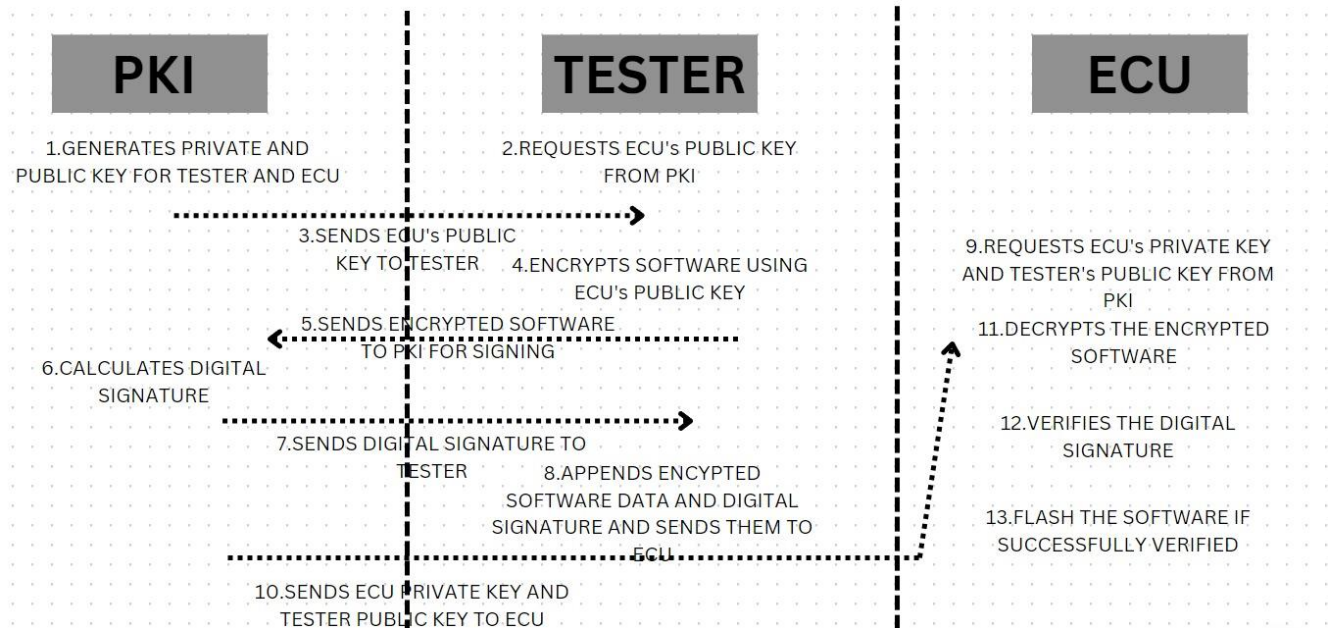 PKI
TESTER
ECU
1.GENERATES PRIVATE AND
PUBLIC KEY FOR TESTER AND ECU
2.REQUESTS ECU's PUBLIC KEY
FROM PKI
3.SENDS ECU's PUBLIC
KEY TO TESTER
4.ENCRYPTS SOFTWARE USING
ECU's PUBLIC KEY
5.SENDS ENCRYPTED SOFTWARE
TO PKI FOR SIGNING
6.CALCULATES DIGITAL
SIGNATURE
7.SENDS DIGITAL SIGNATURE TO
TESTER
8.APPENDS ENCYPTED
SOFTWARE DATA AND DIGITAL
SIGNATURE AND SENDS THEM TO
ECU
9.REQUESTS ECU's PRIVATE KEY
AND TESTER's PUBLIC KEY FROM
PKI
10.SENDS ECU PRIVATE KEY AND
TESTER PUBLIC KEY TO ECU
11.DECRYPTS THE ENCRYPTED
SOFTWARE
12.VERIFIES THE DIGITAL
SIGNATURE
13.FLASH THE SOFTWARE IF
SUCCESSFULLY VERIFIED